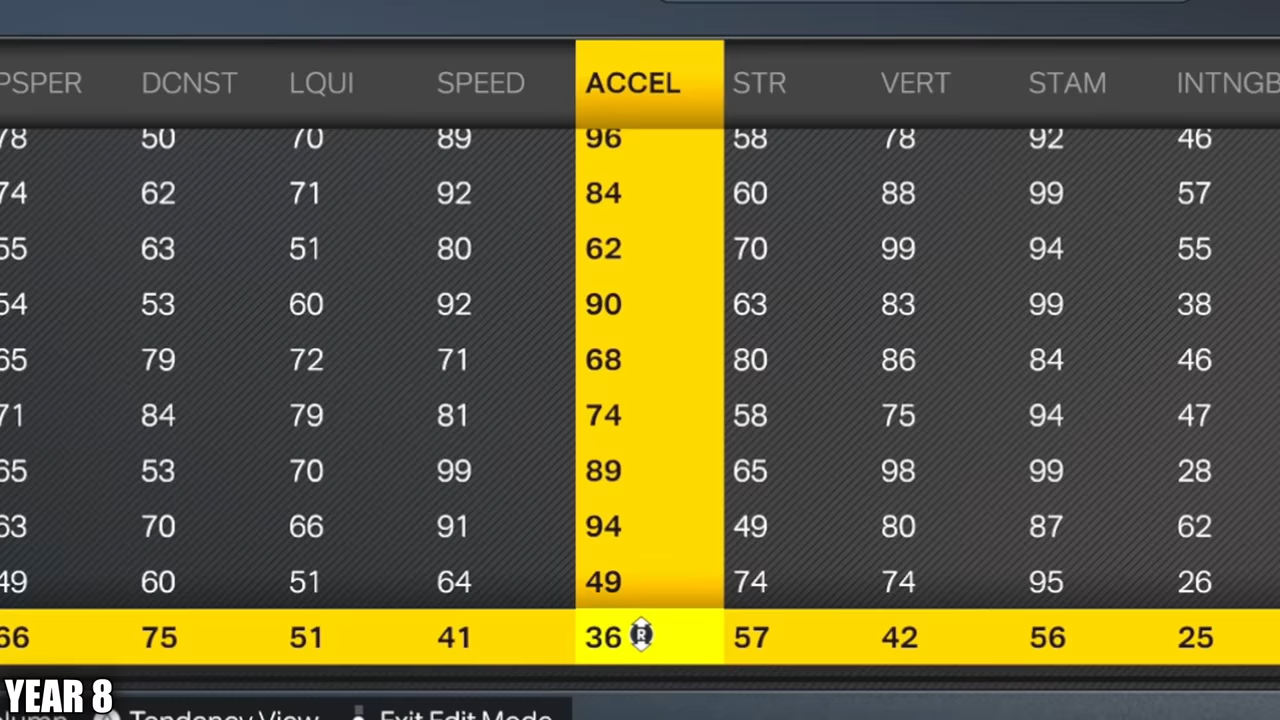 PSPER DCNST LQUI SPEED ACCEL STR VERT STAM INTNGB
78 50 70 89 96 58 78 92 46
74 62 71 92 84 60 88 99 57
55 63 51 80 62 70 99 94 55
54 53 60 92 90 63 83 99 38
65 79 72 71 68 80 86 84 46
71 84 79 81 74 58 75 94 47
65 53 70 99 89 65 98 99 28
63 70 66 91 94 49 80 87 62
49 60 51 64 49 74 74 95 26
66 75 51 41 36 R 57 42 56 25
YEAR 8
Tendency View Exit Edit Mode